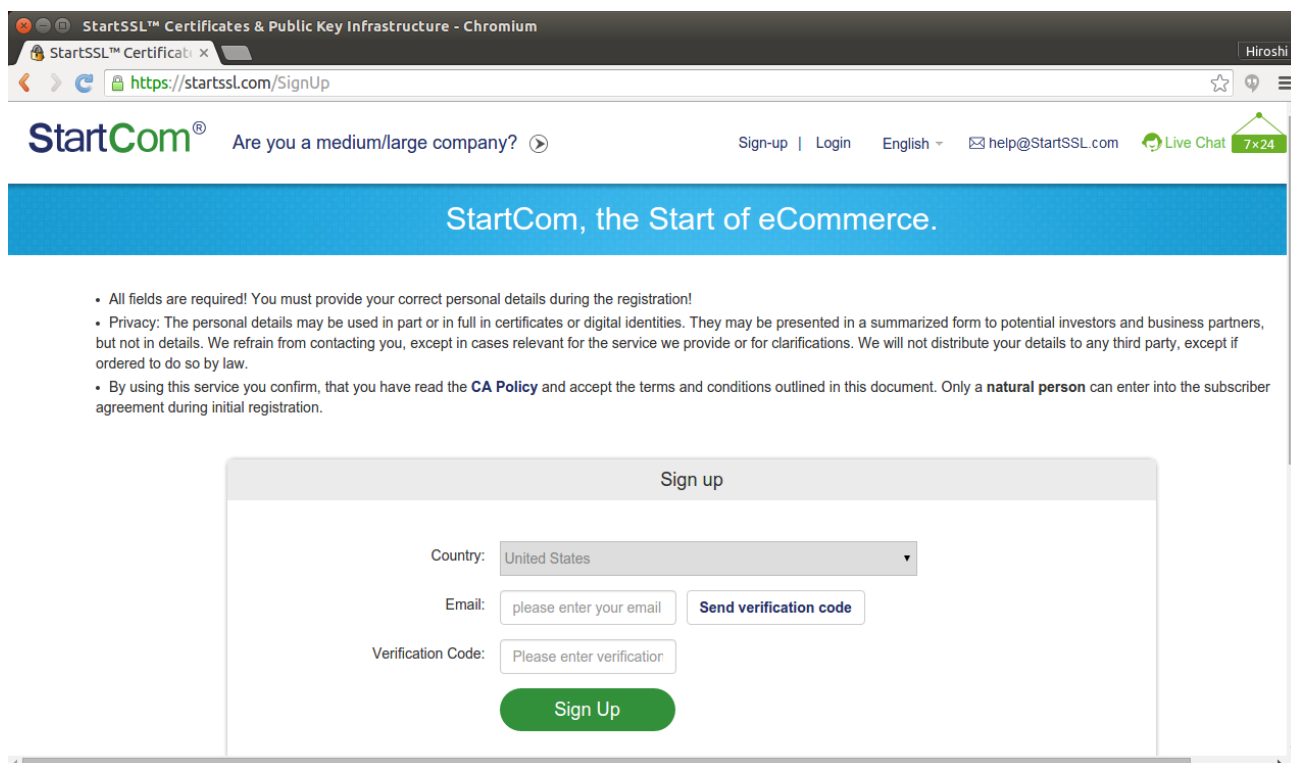 StartSSL™ Certificates & Public Key Infrastructure - Chromium
StartSSL™ Certificat
Hiroshi
https://startssl.com/SignUp
StartCom® Are you a medium/large company? Sign-up | Login English help@StartSSL.com Live Chat 7×24
StartCom, the Start of eCommerce.
• All fields are required! You must provide your correct personal details during the registration!
• Privacy: The personal details may be used in part or in full in certificates or digital identities. They may be presented in a summarized form to potential investors and business partners,
but not in details. We refrain from contacting you, except in cases relevant for the service we provide or for clarifications. We will not distribute your details to any third party, except if
ordered to do so by law.
• By using this service you confirm, that you have read the CA Policy and accept the terms and conditions outlined in this document. Only a natural person can enter into the subscriber
agreement during initial registration.
Sign up
Country: United States
Email: please enter your email Send verification code
Verification Code: Please enter verification
Sign Up